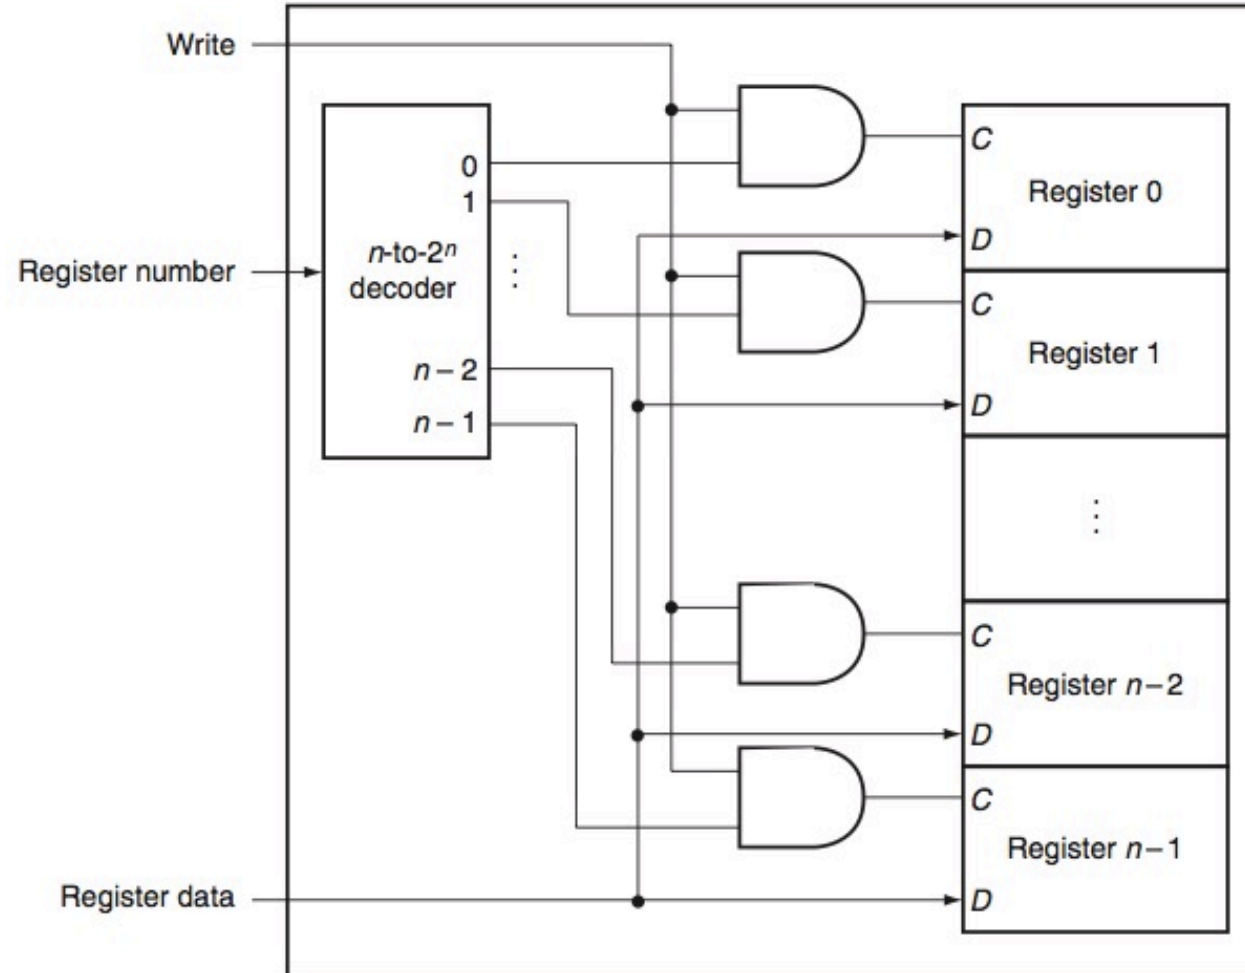 Write
C
0
Register 0
1
D
n-to-2ⁿ
Register number
decoder
⋮
C
Register 1
n – 2
D
n – 1
⋮
C
Register n – 2
D
C
Register n – 1
Register data
D